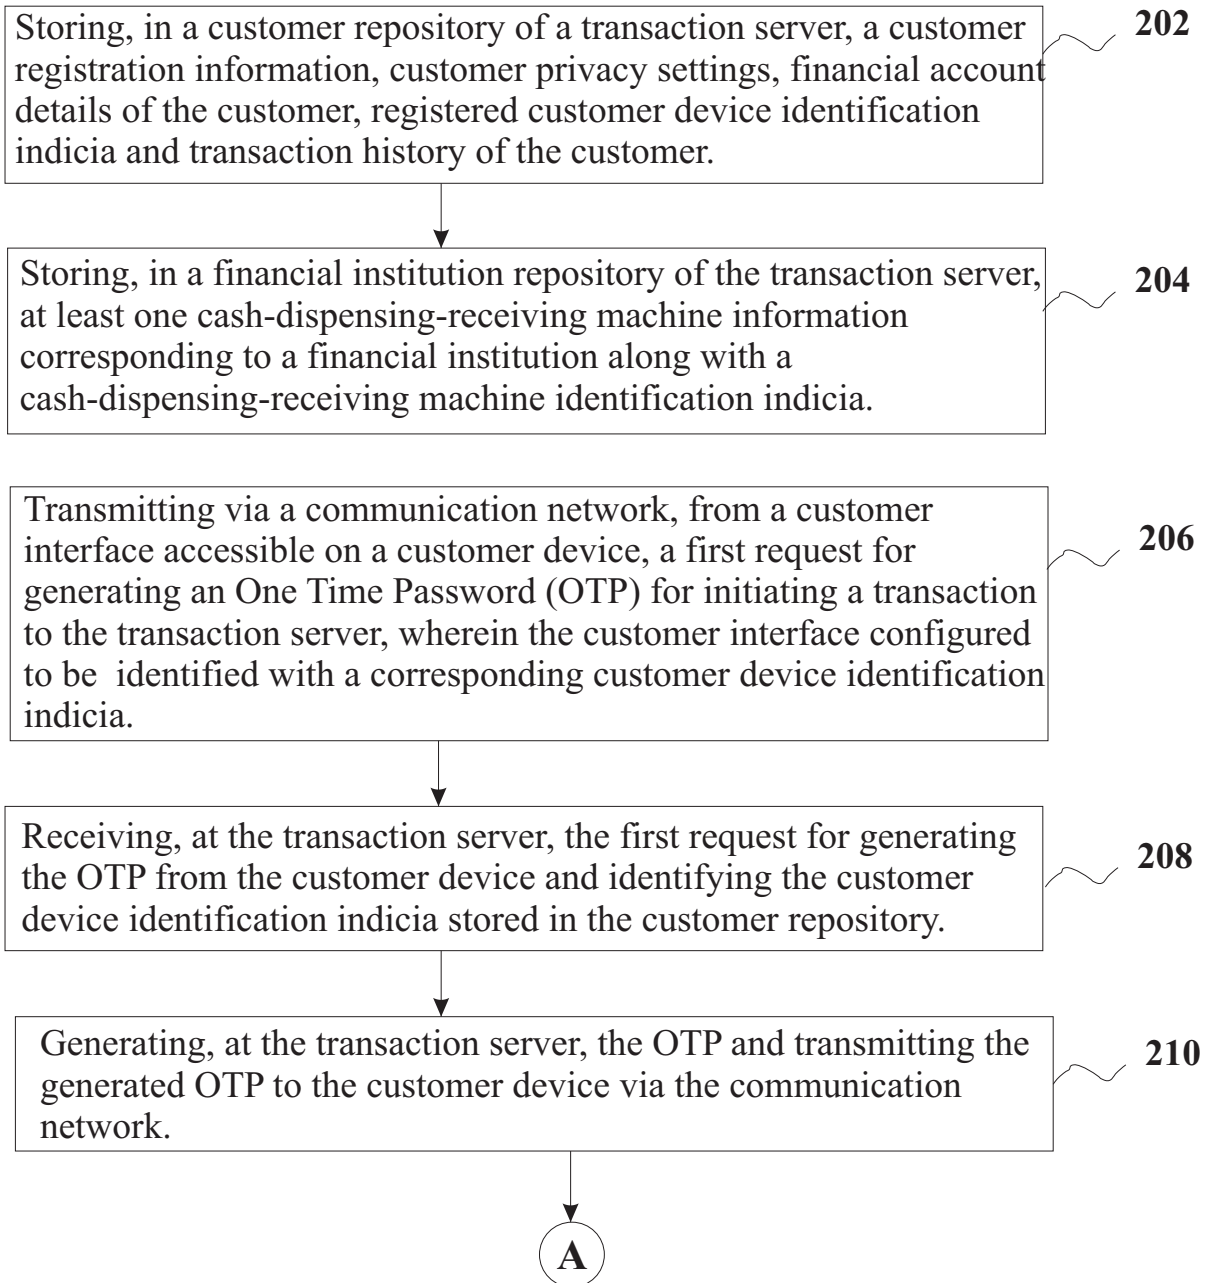 Storing, in a customer repository of a transaction server, a customer
registration information, customer privacy settings, financial account
details of the customer, registered customer device identification
indicia and transaction history of the customer.
202
Storing, in a financial institution repository of the transaction server,
at least one cash-dispensing-receiving machine information
corresponding to a financial institution along with a
cash-dispensing-receiving machine identification indicia.
204
Transmitting via a communication network, from a customer
interface accessible on a customer device, a first request for
generating an One Time Password (OTP) for initiating a transaction
to the transaction server, wherein the customer interface configured
to be  identified with a corresponding customer device identification
indicia.
206
Receiving, at the transaction server, the first request for generating
the OTP from the customer device and identifying the customer
device identification indicia stored in the customer repository.
208
Generating, at the transaction server, the OTP and transmitting the
generated OTP to the customer device via the communication
network.
210
A